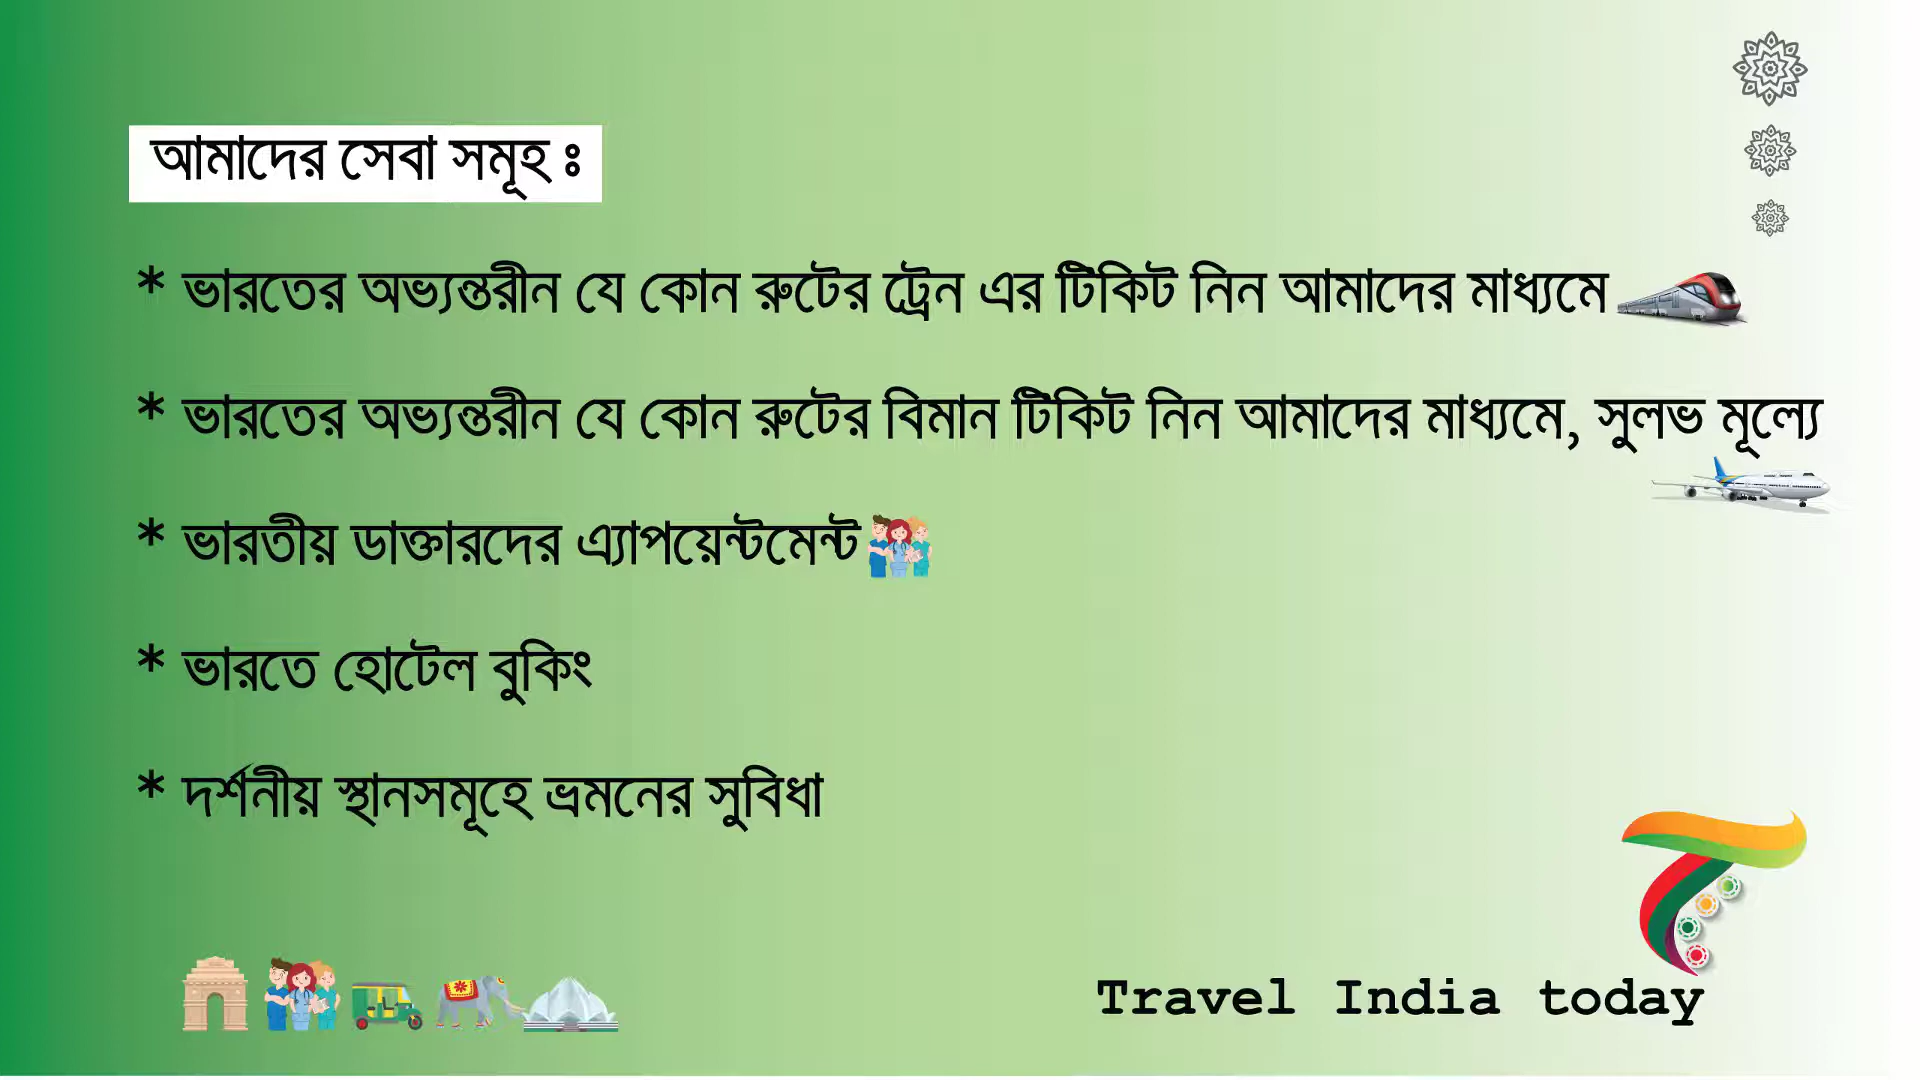 আমাদের সেবা সমূহ ঃ
* ভারতের অভ্যন্তরীন যে কোন রুটের ট্রেন এর টিকিট নিন আমাদের মাধ্যমে
* ভারতের অভ্যন্তরীন যে কোন রুটের বিমান টিকিট নিন আমাদের মাধ্যমে, সুলভ মূল্যে
* ভারতীয় ডাক্তারদের এ্যাপয়েন্টমেন্ট
* ভারতে হোটেল বুকিং
* দর্শনীয় স্থানসমূহে ভ্রমনের সুবিধা
Travel India today